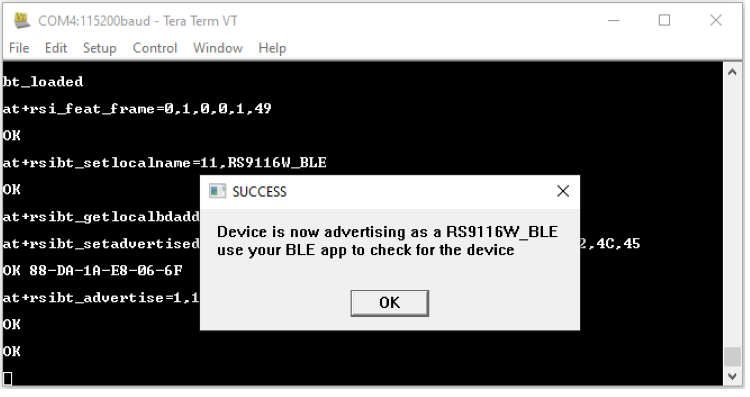 COM4:115200baud - Tera Term VT
File Edit Setup Control Window Help
bt_loaded
at+rsi_feat_frame=0,1,0,0,1,49
OK
at+rsibt_setlocalname=11,RS9116W_BLE
OK
at+rsibt_getlocalbdadd
at+rsibt_setadvertised 2,4C,45
OK 88-DA-1A-E8-06-6F
at+rsibt_advertise=1,1
OK
OK
SUCCESS
Device is now advertising as a RS9116W_BLE
use your BLE app to check for the device
OK